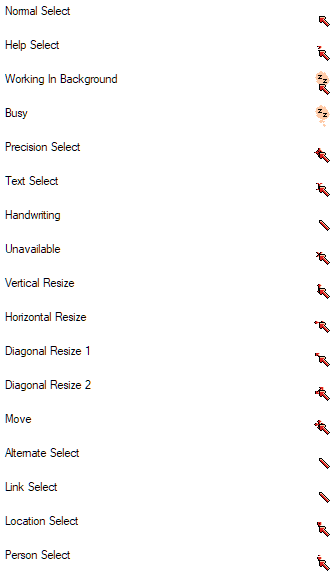 Normal Select
Help Select
Working In Background
Busy
Precision Select
Text Select
Handwriting
Unavailable
Vertical Resize
Horizontal Resize
Diagonal Resize 1
Diagonal Resize 2
Move
Alternate Select
Link Select
Location Select
Person Select